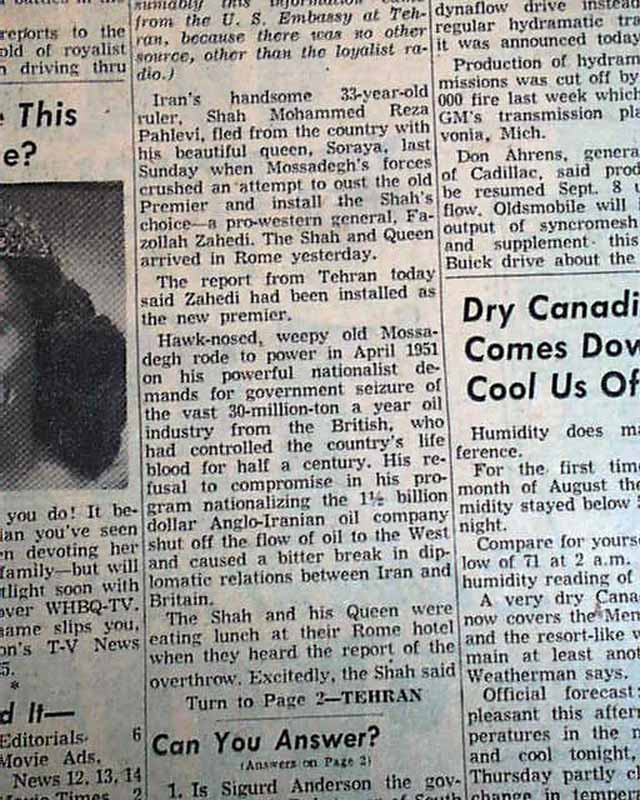 reports to the
old of royalist
n driving thru
e This
e?
you do! It be-
ian you've seen
en devoting her
family—but will
tlight soon with
over WHBQ-TV.
name slips you,
on's T-V News
5.
*
d It—
Editorials 6
Movie Ads,
News 12, 13, 14
Times 2
sumably this information came
from the U. S. Embassy at Teh-
ran, because there was no other
source, other than the loyalist ra-
dio.)
Iran's handsome 33-year-old
ruler, Shah Mohammed Reza
Pahlevi, fled from the country with
his beautiful queen, Soraya, last
Sunday when Mossadegh's forces
crushed an attempt to oust the old
Premier and install the Shah's
choice—a pro-western general, Fa-
zollah Zahedi. The Shah and Queen
arrived in Rome yesterday.
The report from Tehran today
said Zahedi had been installed as
the new premier.
Hawk-nosed, weepy old Mossa-
degh rode to power in April 1951
on his powerful nationalist de-
mands for government seizure of
the vast 30-million-ton a year oil
industry from the British, who
had controlled the country's life
blood for half a century. His re-
fusal to compromise in his pro-
gram nationalizing the 1½ billion
dollar Anglo-Iranian oil company
shut off the flow of oil to the West
and caused a bitter break in dip-
lomatic relations between Iran and
Britain.
The Shah and his Queen were
eating lunch at their Rome hotel
when they heard the report of the
overthrow. Excitedly, the Shah said
Turn to Page 2—TEHRAN
Can You Answer?
(Answers on Page 2)
1. Is Sigurd Anderson the gov-
dynaflow drive instead
regular hydramatic tra
it was announced today
Production of hydram
missions was cut off by
000 fire last week which
GM's transmission pla
vonia, Mich.
Don Ahrens, genera
of Cadillac, said prod
be resumed Sept. 8
flow. Oldsmobile will
output of syncromesh
and supplement this
Buick drive about the
Dry Canadi
Comes Dow
Cool Us Of
Humidity does ma
ference.
For the first tim
month of August the
midity stayed below
night.
Compare for yourse
low of 71 at 2 a.m.
humidity reading of
A very dry Cana
now covers the Mem
and the resort-like w
main at least anot
Weatherman says.
Official forecast
pleasant this after
peratures in the m
and cool tonight,
Thursday partly cl
change in tempera